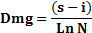 Dmg = (s − i) / Ln N